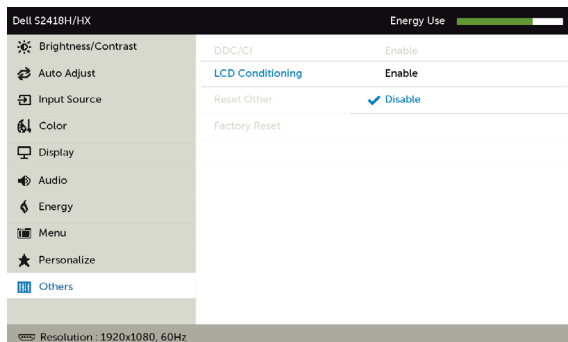 Dell S2418H/HX Energy Use
Brightness/Contrast DDC/CI Enable
Auto Adjust LCD Conditioning Enable
Input Source Reset Other Disable
Color Factory Reset
Display
Audio
Energy
Menu
Personalize
Others
Resolution : 1920x1080, 60Hz